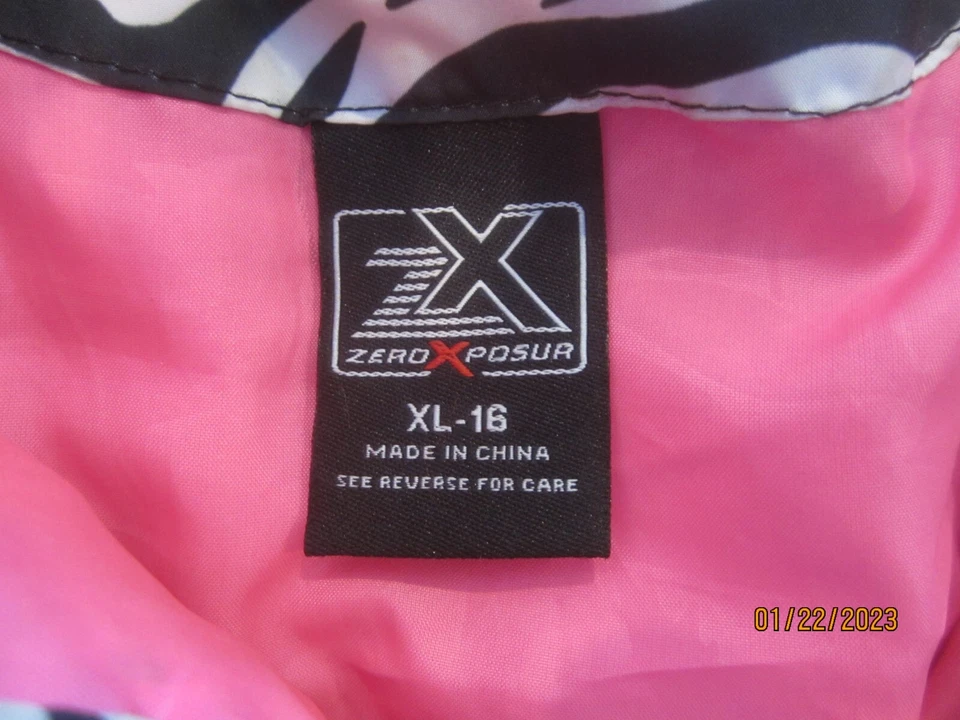 ZX
ZEROXPOSUR
XL-16
MADE IN CHINA
SEE REVERSE FOR CARE
01/22/2023